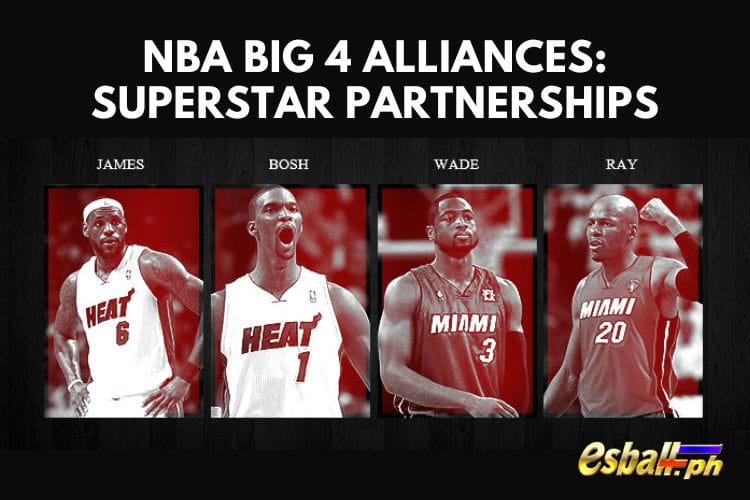 NBA BIG 4 ALLIANCES:
SUPERSTAR PARTNERSHIPS
JAMES BOSH WADE RAY
HEAT
6
HEAT
1
MIAMI
3
MIAMI
20
esball.ph